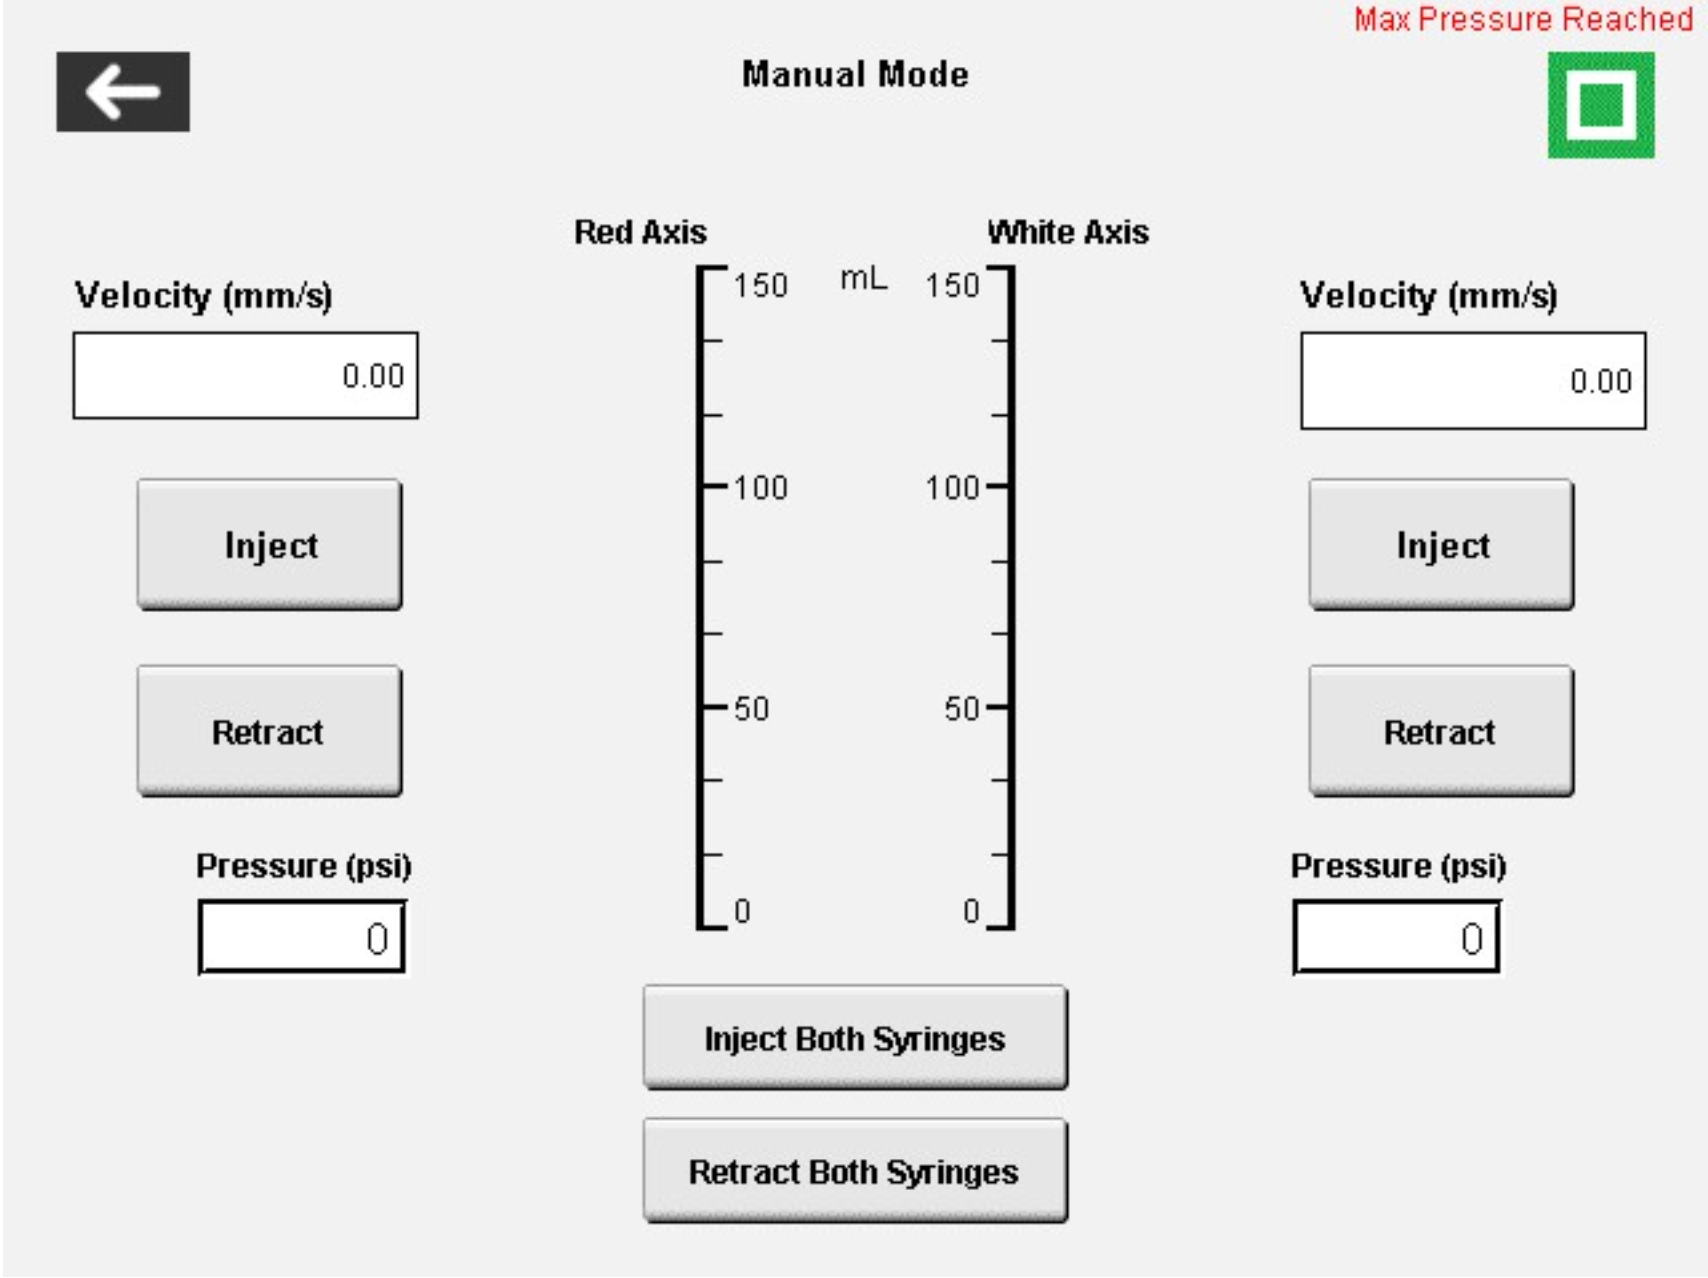 Max Pressure Reached
Manual Mode
Red Axis
White Axis
150
mL
150
100
100
50
50
0
0
Velocity (mm/s)
0.00
Inject
Retract
Pressure (psi)
0
Velocity (mm/s)
0.00
Inject
Retract
Pressure (psi)
0
Inject Both Syringes
Retract Both Syringes